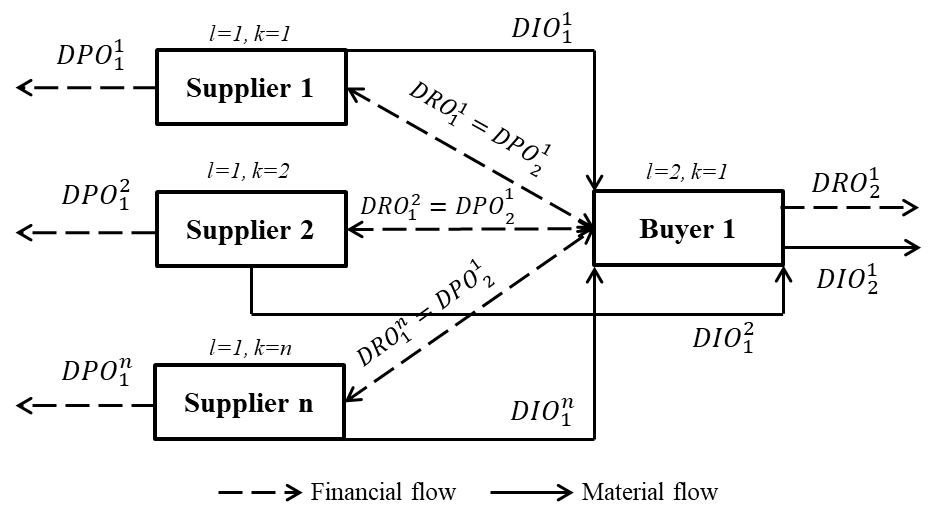 l=1, k=1
DIO₁¹
DPO₁¹
Supplier 1
DRO₁¹ = DPO₂¹
l=1, k=2
l=2, k=1
DPO₁²
DRO₁² = DPO₂¹
DRO₂¹
Supplier 2
Buyer 1
DIO₂¹
DRO₁ⁿ = DPO₂¹
DIO₁²
l=1, k=n
DPO₁ⁿ
Supplier n
DIO₁ⁿ
Financial flow
Material flow